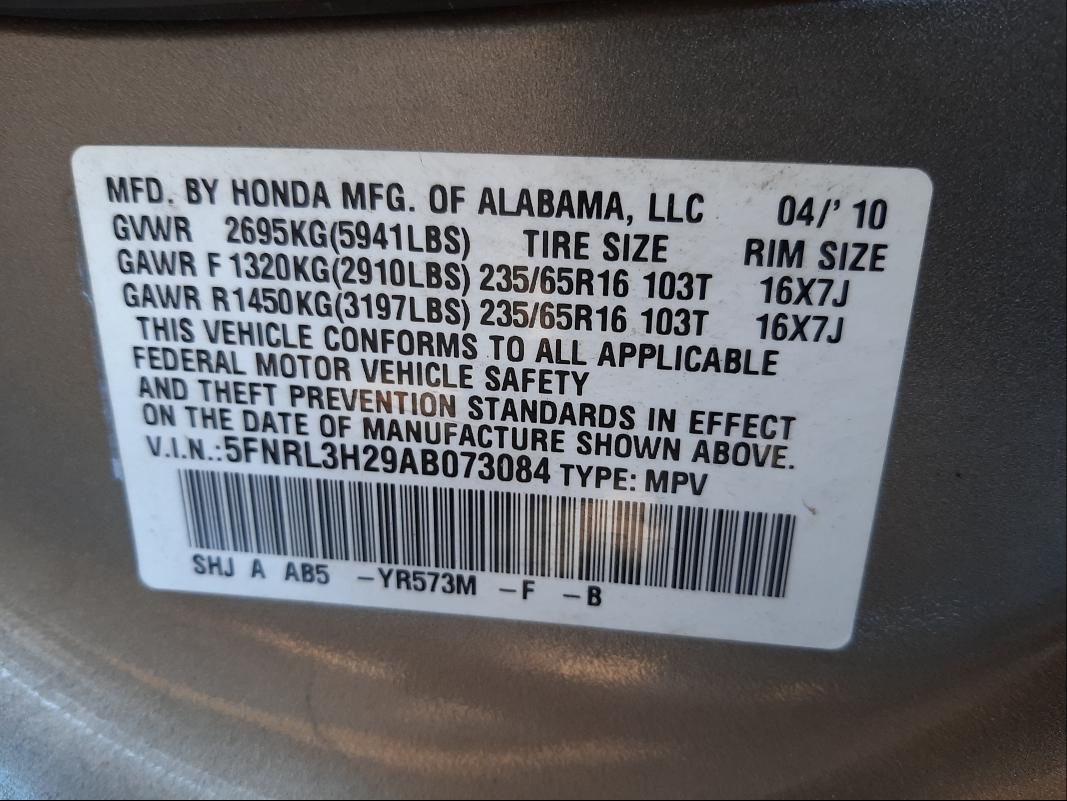 MFD. BY HONDA MFG. OF ALABAMA, LLC 04/' 10
GVWR 2695KG(5941LBS) TIRE SIZE RIM SIZE
GAWR F 1320KG(2910LBS) 235/65R16 103T 16X7J
GAWR R1450KG(3197LBS) 235/65R16 103T 16X7J
THIS VEHICLE CONFORMS TO ALL APPLICABLE
FEDERAL MOTOR VEHICLE SAFETY
AND THEFT PREVENTION STANDARDS IN EFFECT
ON THE DATE OF MANUFACTURE SHOWN ABOVE.
V.I.N.:5FNRL3H29AB073084 TYPE: MPV
SHJ A AB5 -YR573M -F -B